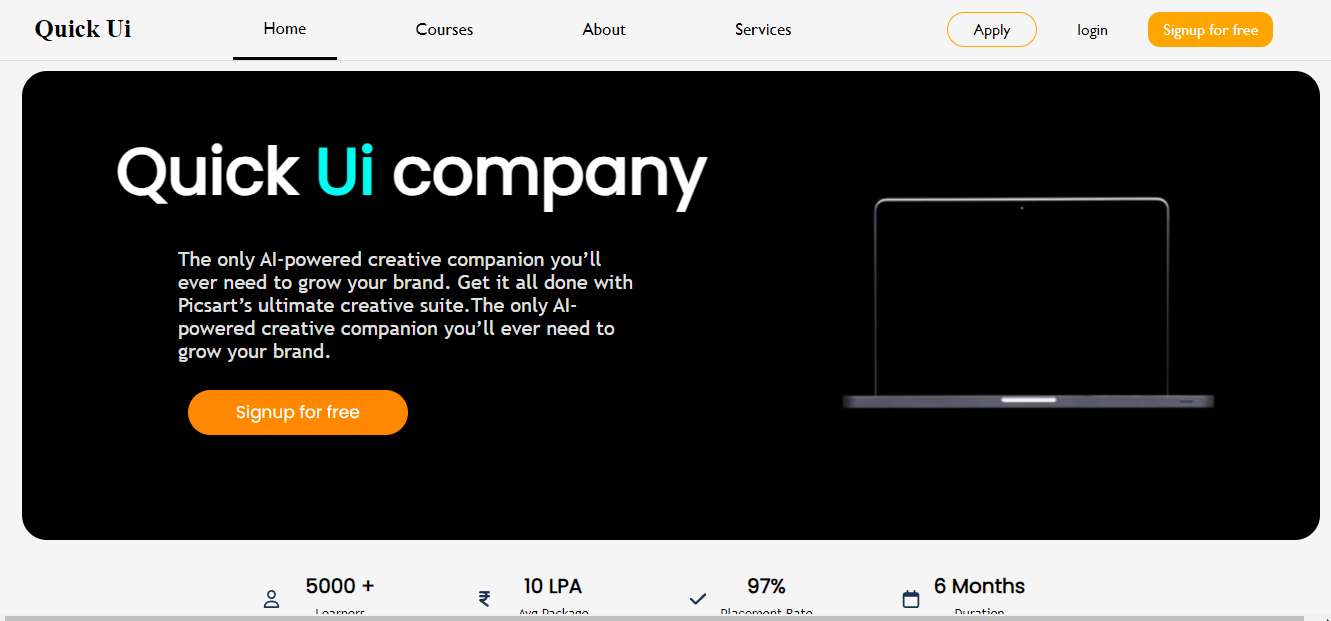 Quick Ui Home Courses About Services Apply login Signup for free
Quick Ui company
The only AI-powered creative companion you’ll
ever need to grow your brand. Get it all done with
Picsart’s ultimate creative suite.The only AI-
powered creative companion you’ll ever need to
grow your brand.
Signup for free
5000 + 10 LPA 97% 6 Months
Learners Avg Package Placement Rate Duration